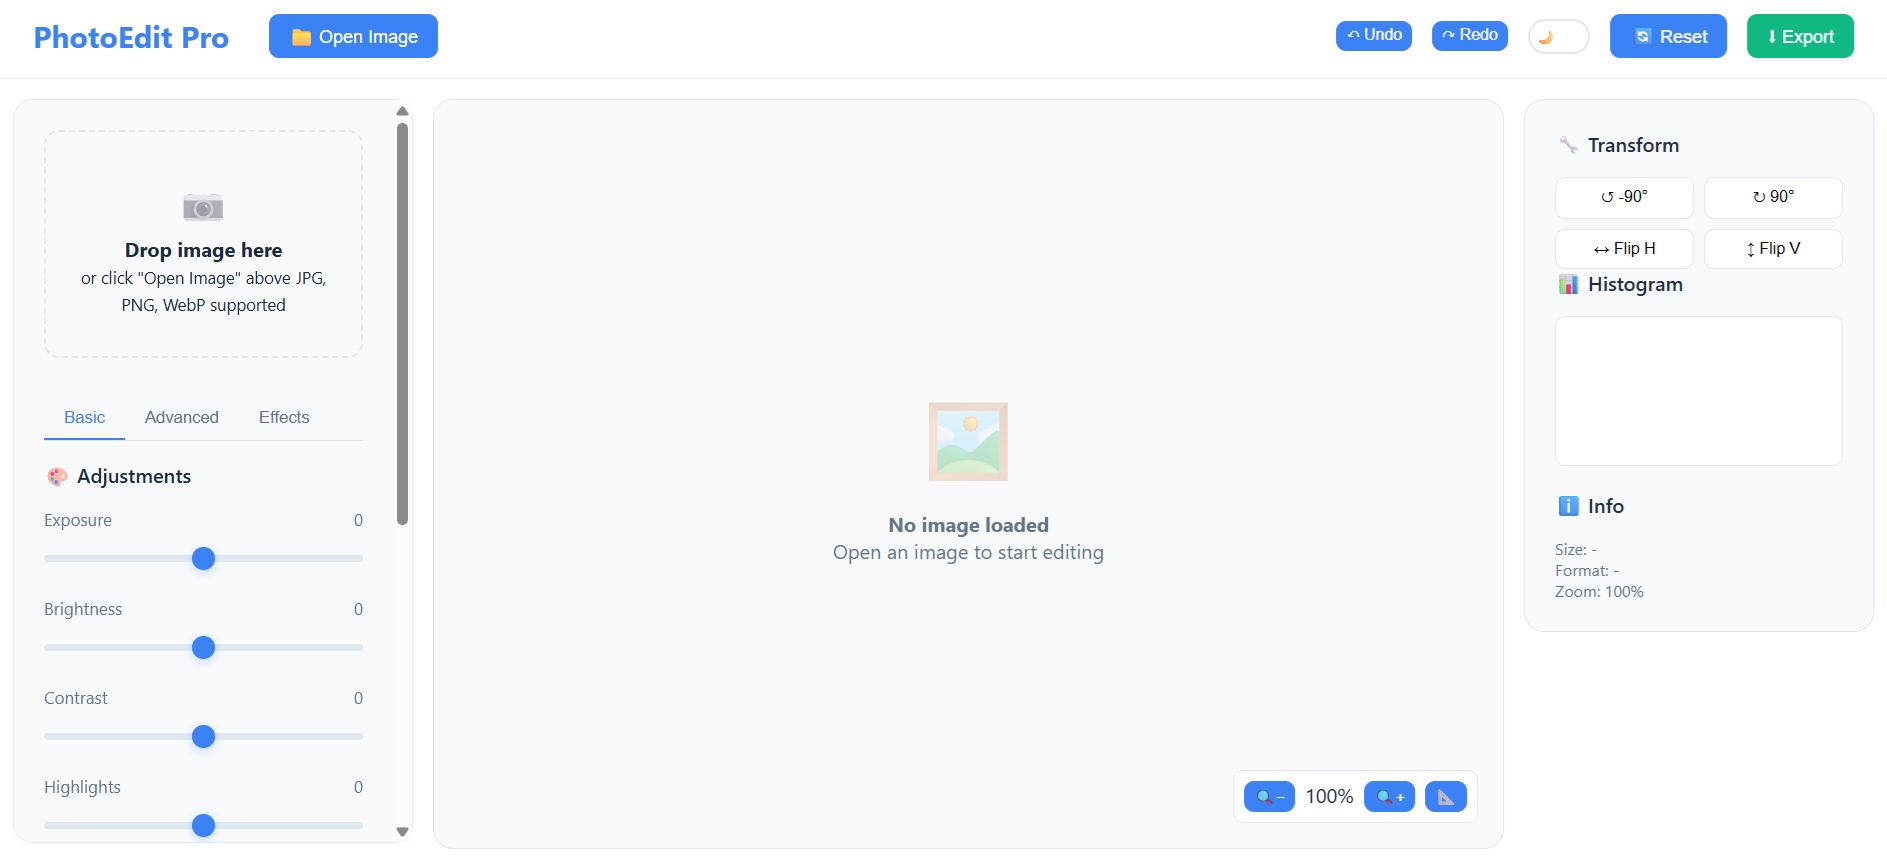 PhotoEdit Pro
Open Image
Undo
Redo
Reset
Export
Drop image here
or click "Open Image" above JPG,
PNG, WebP supported
Basic Advanced Effects
Adjustments
Exposure 0
Brightness 0
Contrast 0
Highlights 0
No image loaded
Open an image to start editing
− 100% +
Transform
↺ -90° ↻ 90°
↔ Flip H ↕ Flip V
Histogram
Info
Size: -
Format: -
Zoom: 100%